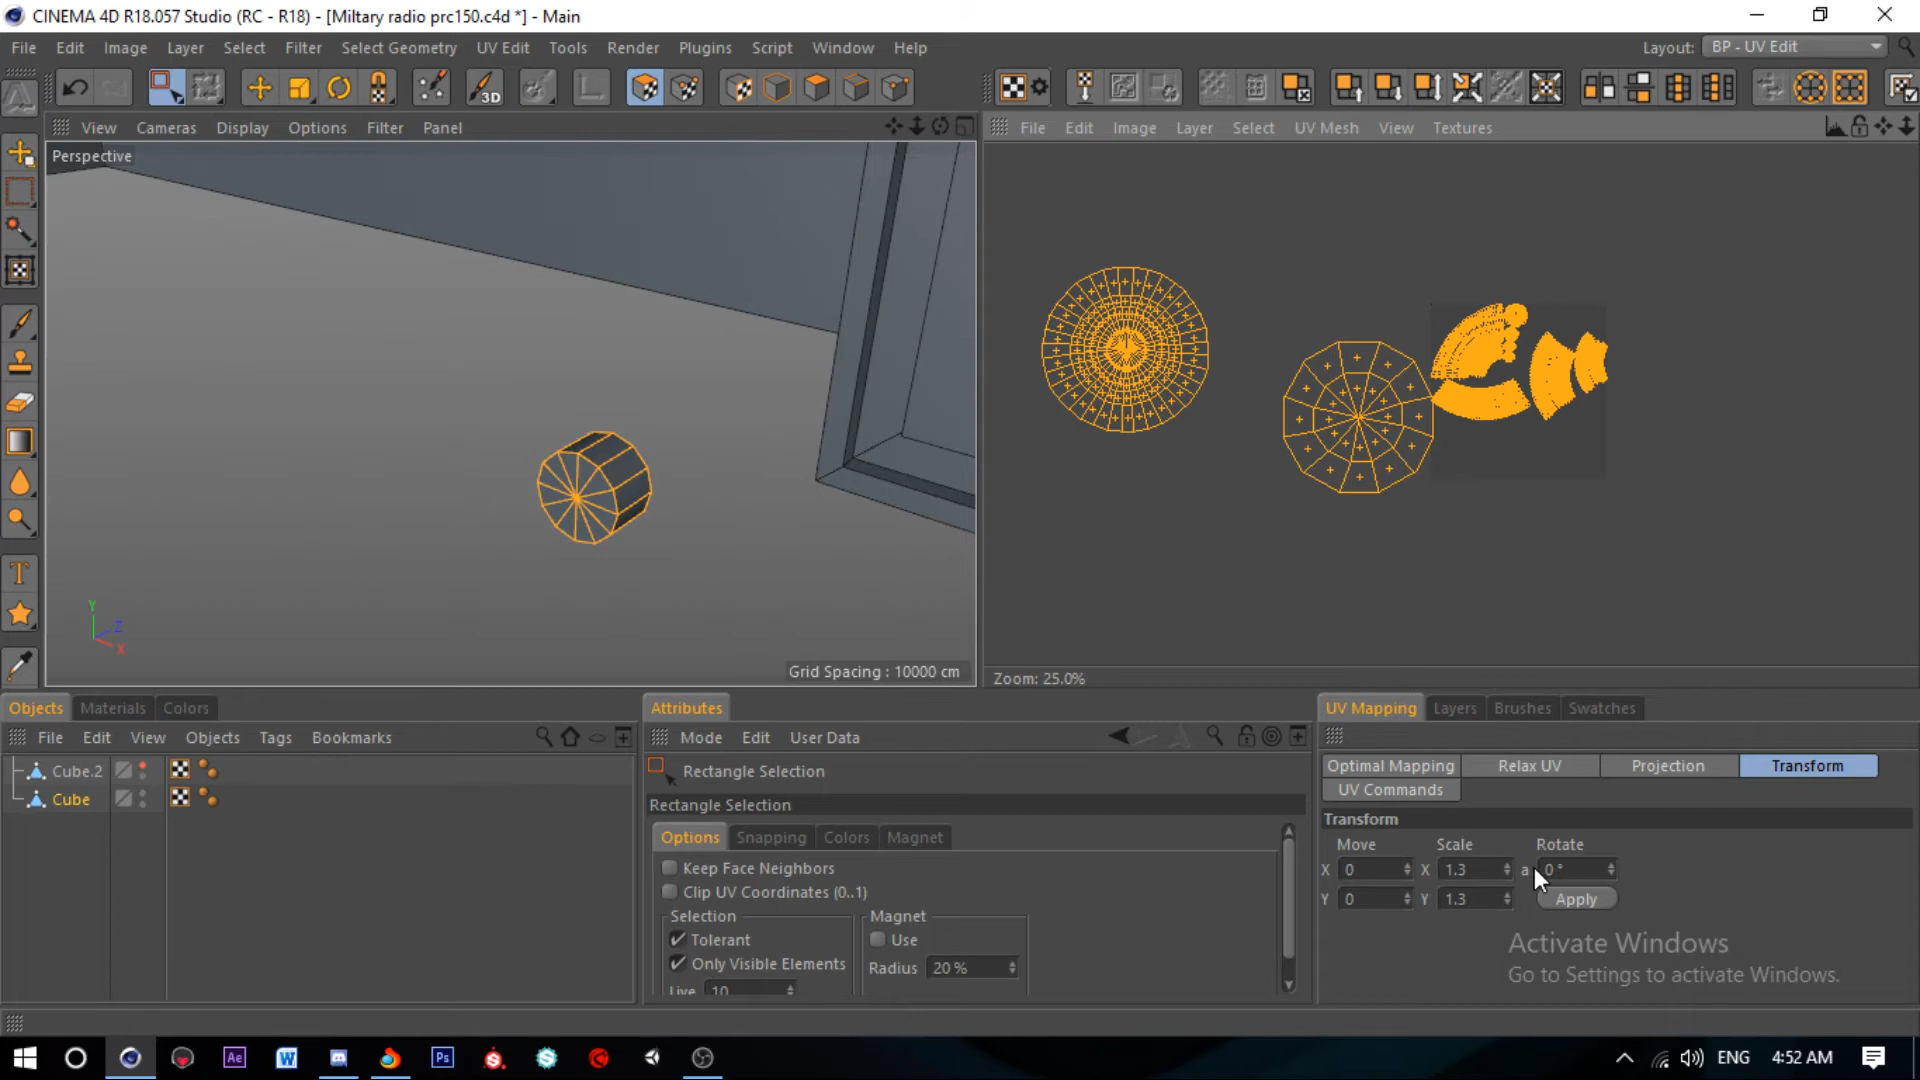 CINEMA 4D R18.057 Studio (RC - R18) - [Miltary radio prc150.c4d *] - Main
File Edit Image Layer Select Filter Select Geometry UV Edit Tools Render Plugins Script Window Help
Layout: BP - UV Edit
3D
View Cameras Display Options Filter Panel
File Edit Image Layer Select UV Mesh View Textures
Perspective
Y
Z
X
Grid Spacing : 10000 cm
Zoom: 25.0%
Objects Materials Colors
File Edit View Objects Tags Bookmarks
Cube.2
Cube
Attributes
Mode Edit User Data
Rectangle Selection
Rectangle Selection
Options Snapping Colors Magnet
Keep Face Neighbors
Clip UV Coordinates (0..1)
Selection Magnet
Tolerant Use
Only Visible Elements Radius 20 %
Live 10
UV Mapping Layers Brushes Swatches
Optimal Mapping Relax UV Projection Transform
UV Commands
Transform
Move Scale Rotate
X 0 X 1.3 a 0 °
Y 0 Y 1.3 Apply
Activate Windows
Go to Settings to activate Windows.
Ae W Ps
ENG 4:52 AM